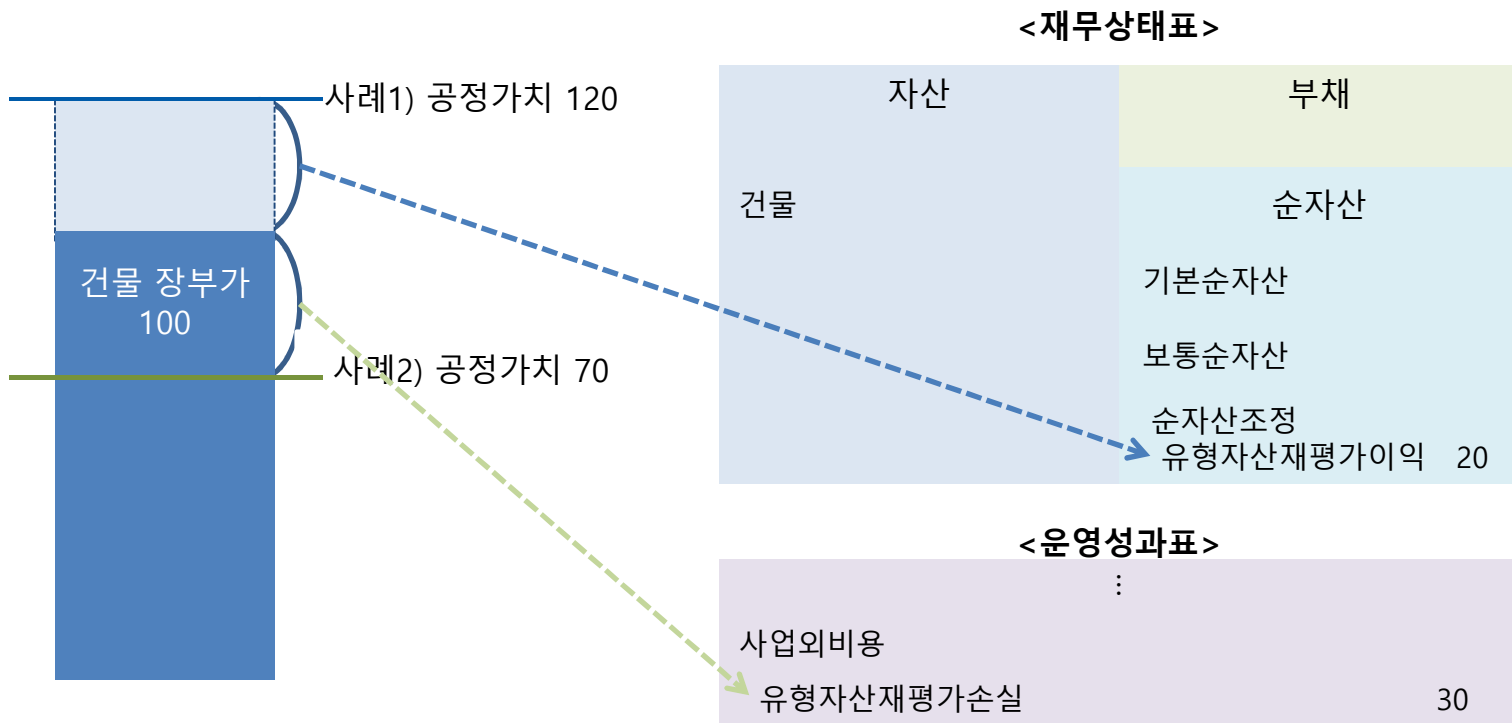 사례1) 공정가치 120
건물 장부가
100
사례2) 공정가치 70
<재무상태표>
자산
부채
건물
순자산
기본순자산
보통순자산
순자산조정
유형자산재평가이익 20
<운영성과표>
⋮
사업외비용
유형자산재평가손실 30